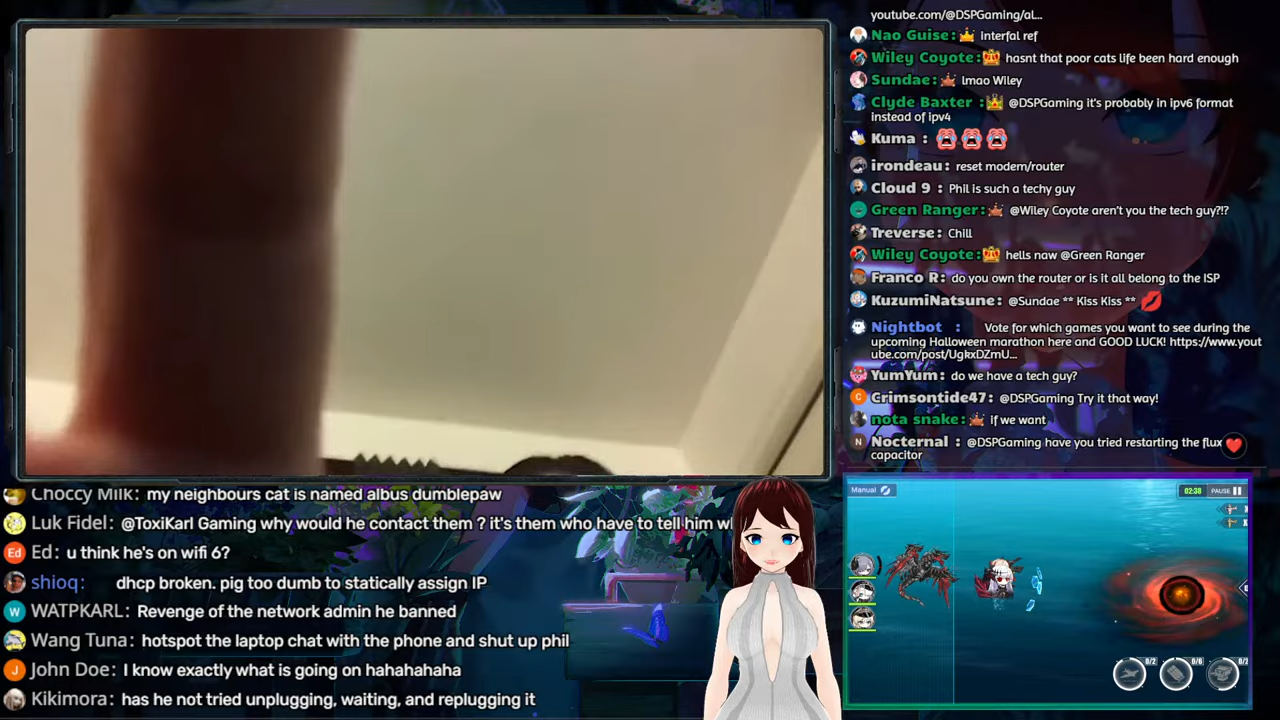 youtube.com/@DSPGaming/al...
Nao Guise: interfal ref
Wiley Coyote: hasnt that poor cats life been hard enough
Sundae: lmao Wiley
Clyde Baxter : @DSPGaming it's probably in ipv6 format
instead of ipv4
Kuma :
irondeau: reset modem/router
Cloud 9 : Phil is such a techy guy
Green Ranger: @Wiley Coyote aren't you the tech guy?!?
Treverse: Chill
Wiley Coyote: hells naw @Green Ranger
Franco R: do you own the router or is it all belong to the ISP
KuzumiNatsune: @Sundae ** Kiss Kiss **
Nightbot : Vote for which games you want to see during the
upcoming Halloween marathon here and GOOD LUCK! https://www.yout
ube.com/post/UgkxDZmU...
YumYum: do we have a tech guy?
Crimsontide47: @DSPGaming Try it that way!
nota snake: if we want
Nocternal : @DSPGaming have you tried restarting the flux
capacitor
Choccy Milk: my neighbours cat is named albus dumblepaw
Luk Fidel: @ToxiKarl Gaming why would he contact them ? it's them who have to tell him wl
Ed: u think he's on wifi 6?
shioq: dhcp broken. pig too dumb to statically assign IP
WATPKARL: Revenge of the network admin he banned
Wang Tuna: hotspot the laptop chat with the phone and shut up phil
John Doe: I know exactly what is going on hahahahaha
Kikimora: has he not tried unplugging, waiting, and replugging it
Manual
02:38 PAUSE
0/2 0/6 0/2